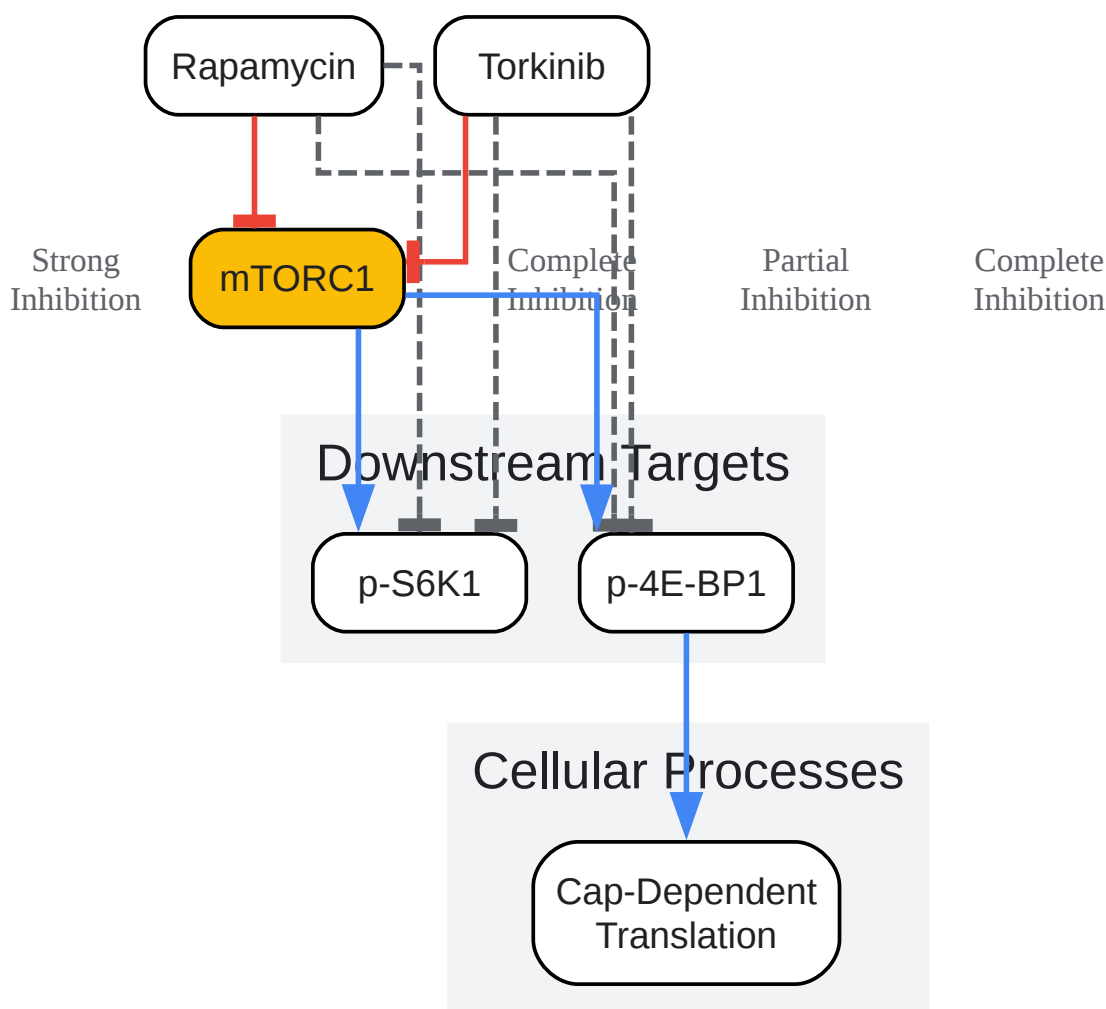 Rapamycin
Torkinib
mTORC1
Strong
Inhibition
Complete
Inhibition
Partial
Inhibition
Complete
Inhibition
Downstream Targets
p-S6K1
p-4E-BP1
Cellular Processes
Cap-Dependent
Translation